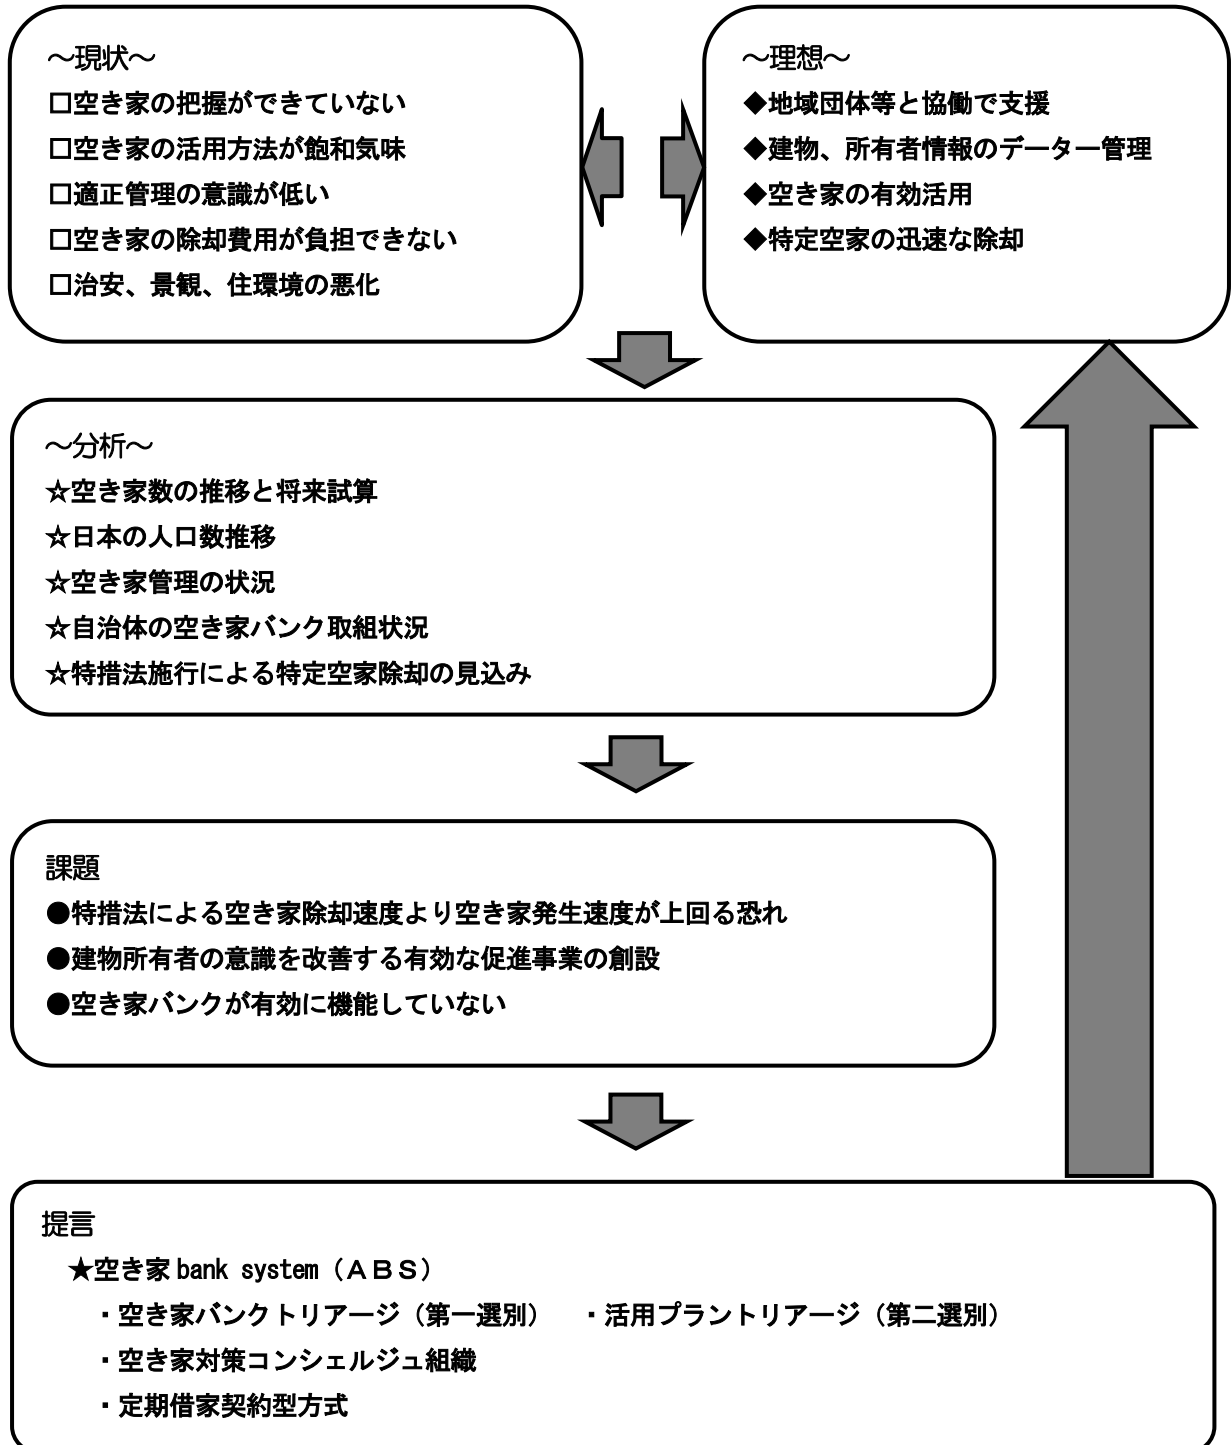 ～現状～
□空き家の把握ができていない
□空き家の活用方法が飽和気味
□適正管理の意識が低い
□空き家の除却費用が負担できない
□治安、景観、住環境の悪化
～理想～
◆地域団体等と協働で支援
◆建物、所有者情報のデーター管理
◆空き家の有効活用
◆特定空家の迅速な除却
～分析～
☆空き家数の推移と将来試算
☆日本の人口数推移
☆空き家管理の状況
☆自治体の空き家バンク取組状況
☆特措法施行による特定空家除却の見込み
課題
●特措法による空き家除却速度より空き家発生速度が上回る恐れ
●建物所有者の意識を改善する有効な促進事業の創設
●空き家バンクが有効に機能していない
提言
★空き家 bank system（ＡＢＳ）
・空き家バンクトリアージ（第一選別）　・活用プラントリアージ（第二選別）
・空き家対策コンシェルジュ組織
・定期借家契約型方式